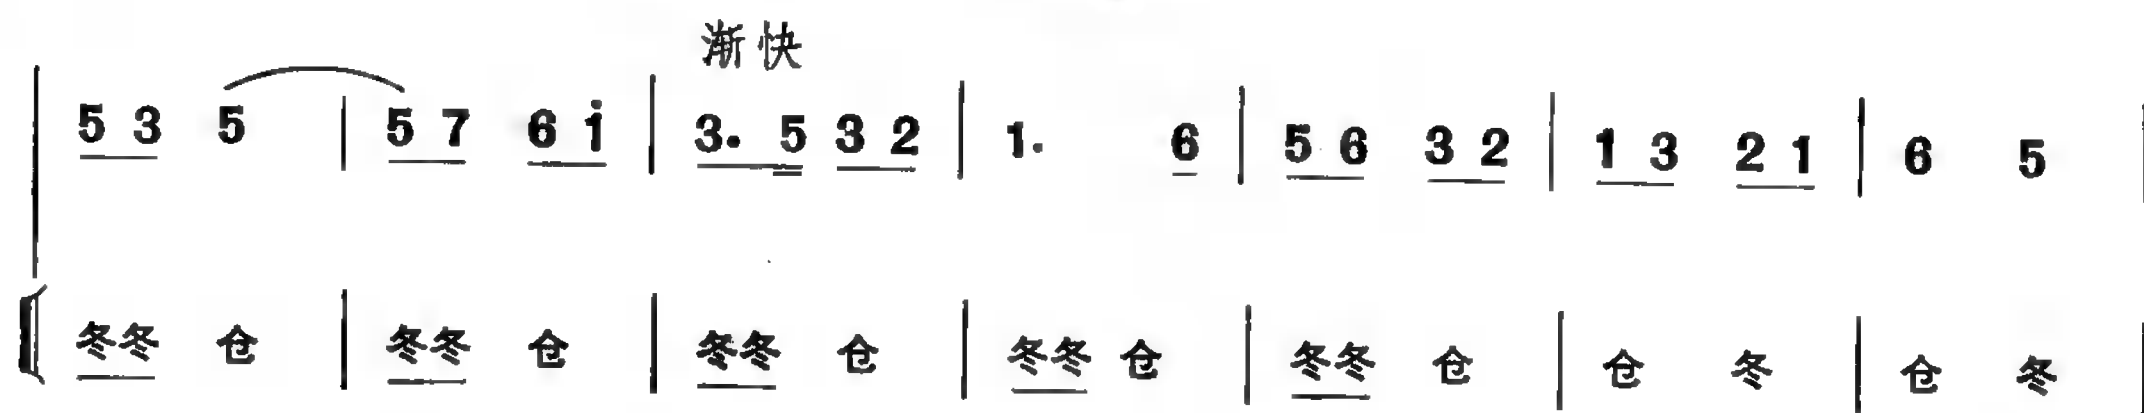 渐快
5 3 5 | 5 7 6 i | 3. 5 3 2 | 1. 6 | 5 6 3 2 | 1 3 2 1 | 6 5 |
冬冬 仓 | 冬冬 仓 | 冬冬 仓 | 冬冬 仓 | 冬冬 仓 | 仓 冬 | 仓 冬 |